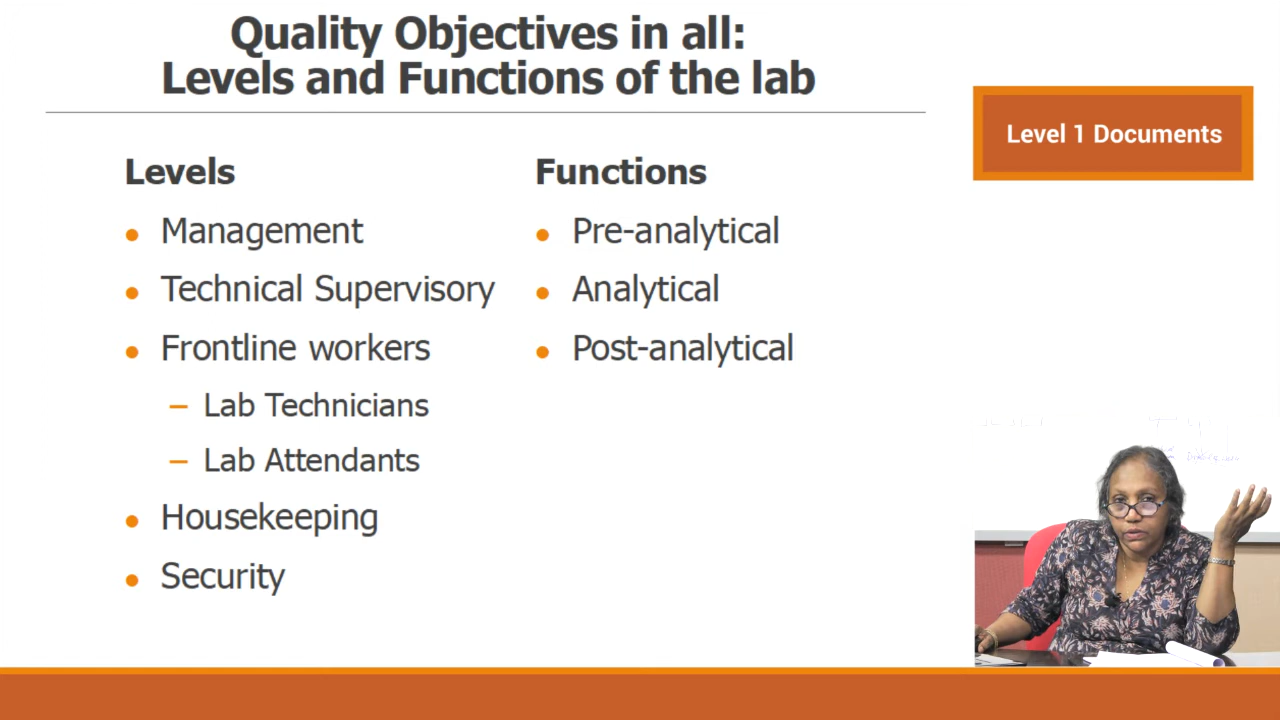 Quality Objectives in all:
Levels and Functions of the lab
Level 1 Documents
Levels
Management
Technical Supervisory
Frontline workers
– Lab Technicians
– Lab Attendants
Housekeeping
Security
Functions
Pre-analytical
Analytical
Post-analytical